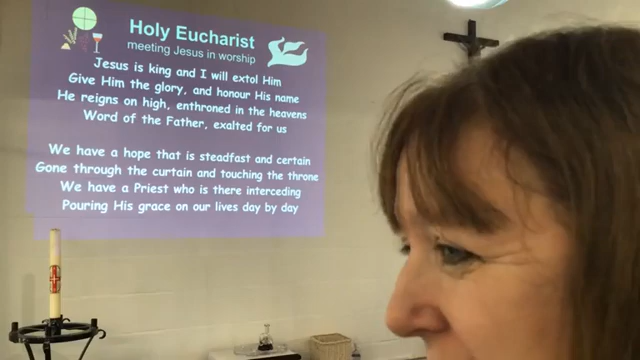 Holy Eucharist
meeting Jesus in worship
Jesus is king and I will extol Him
Give Him the glory, and honour His name
He reigns on high, enthroned in the heavens
Word of the Father, exalted for us
We have a hope that is steadfast and certain
Gone through the curtain and touching the throne
We have a Priest who is there interceding
Pouring His grace on our lives day by day